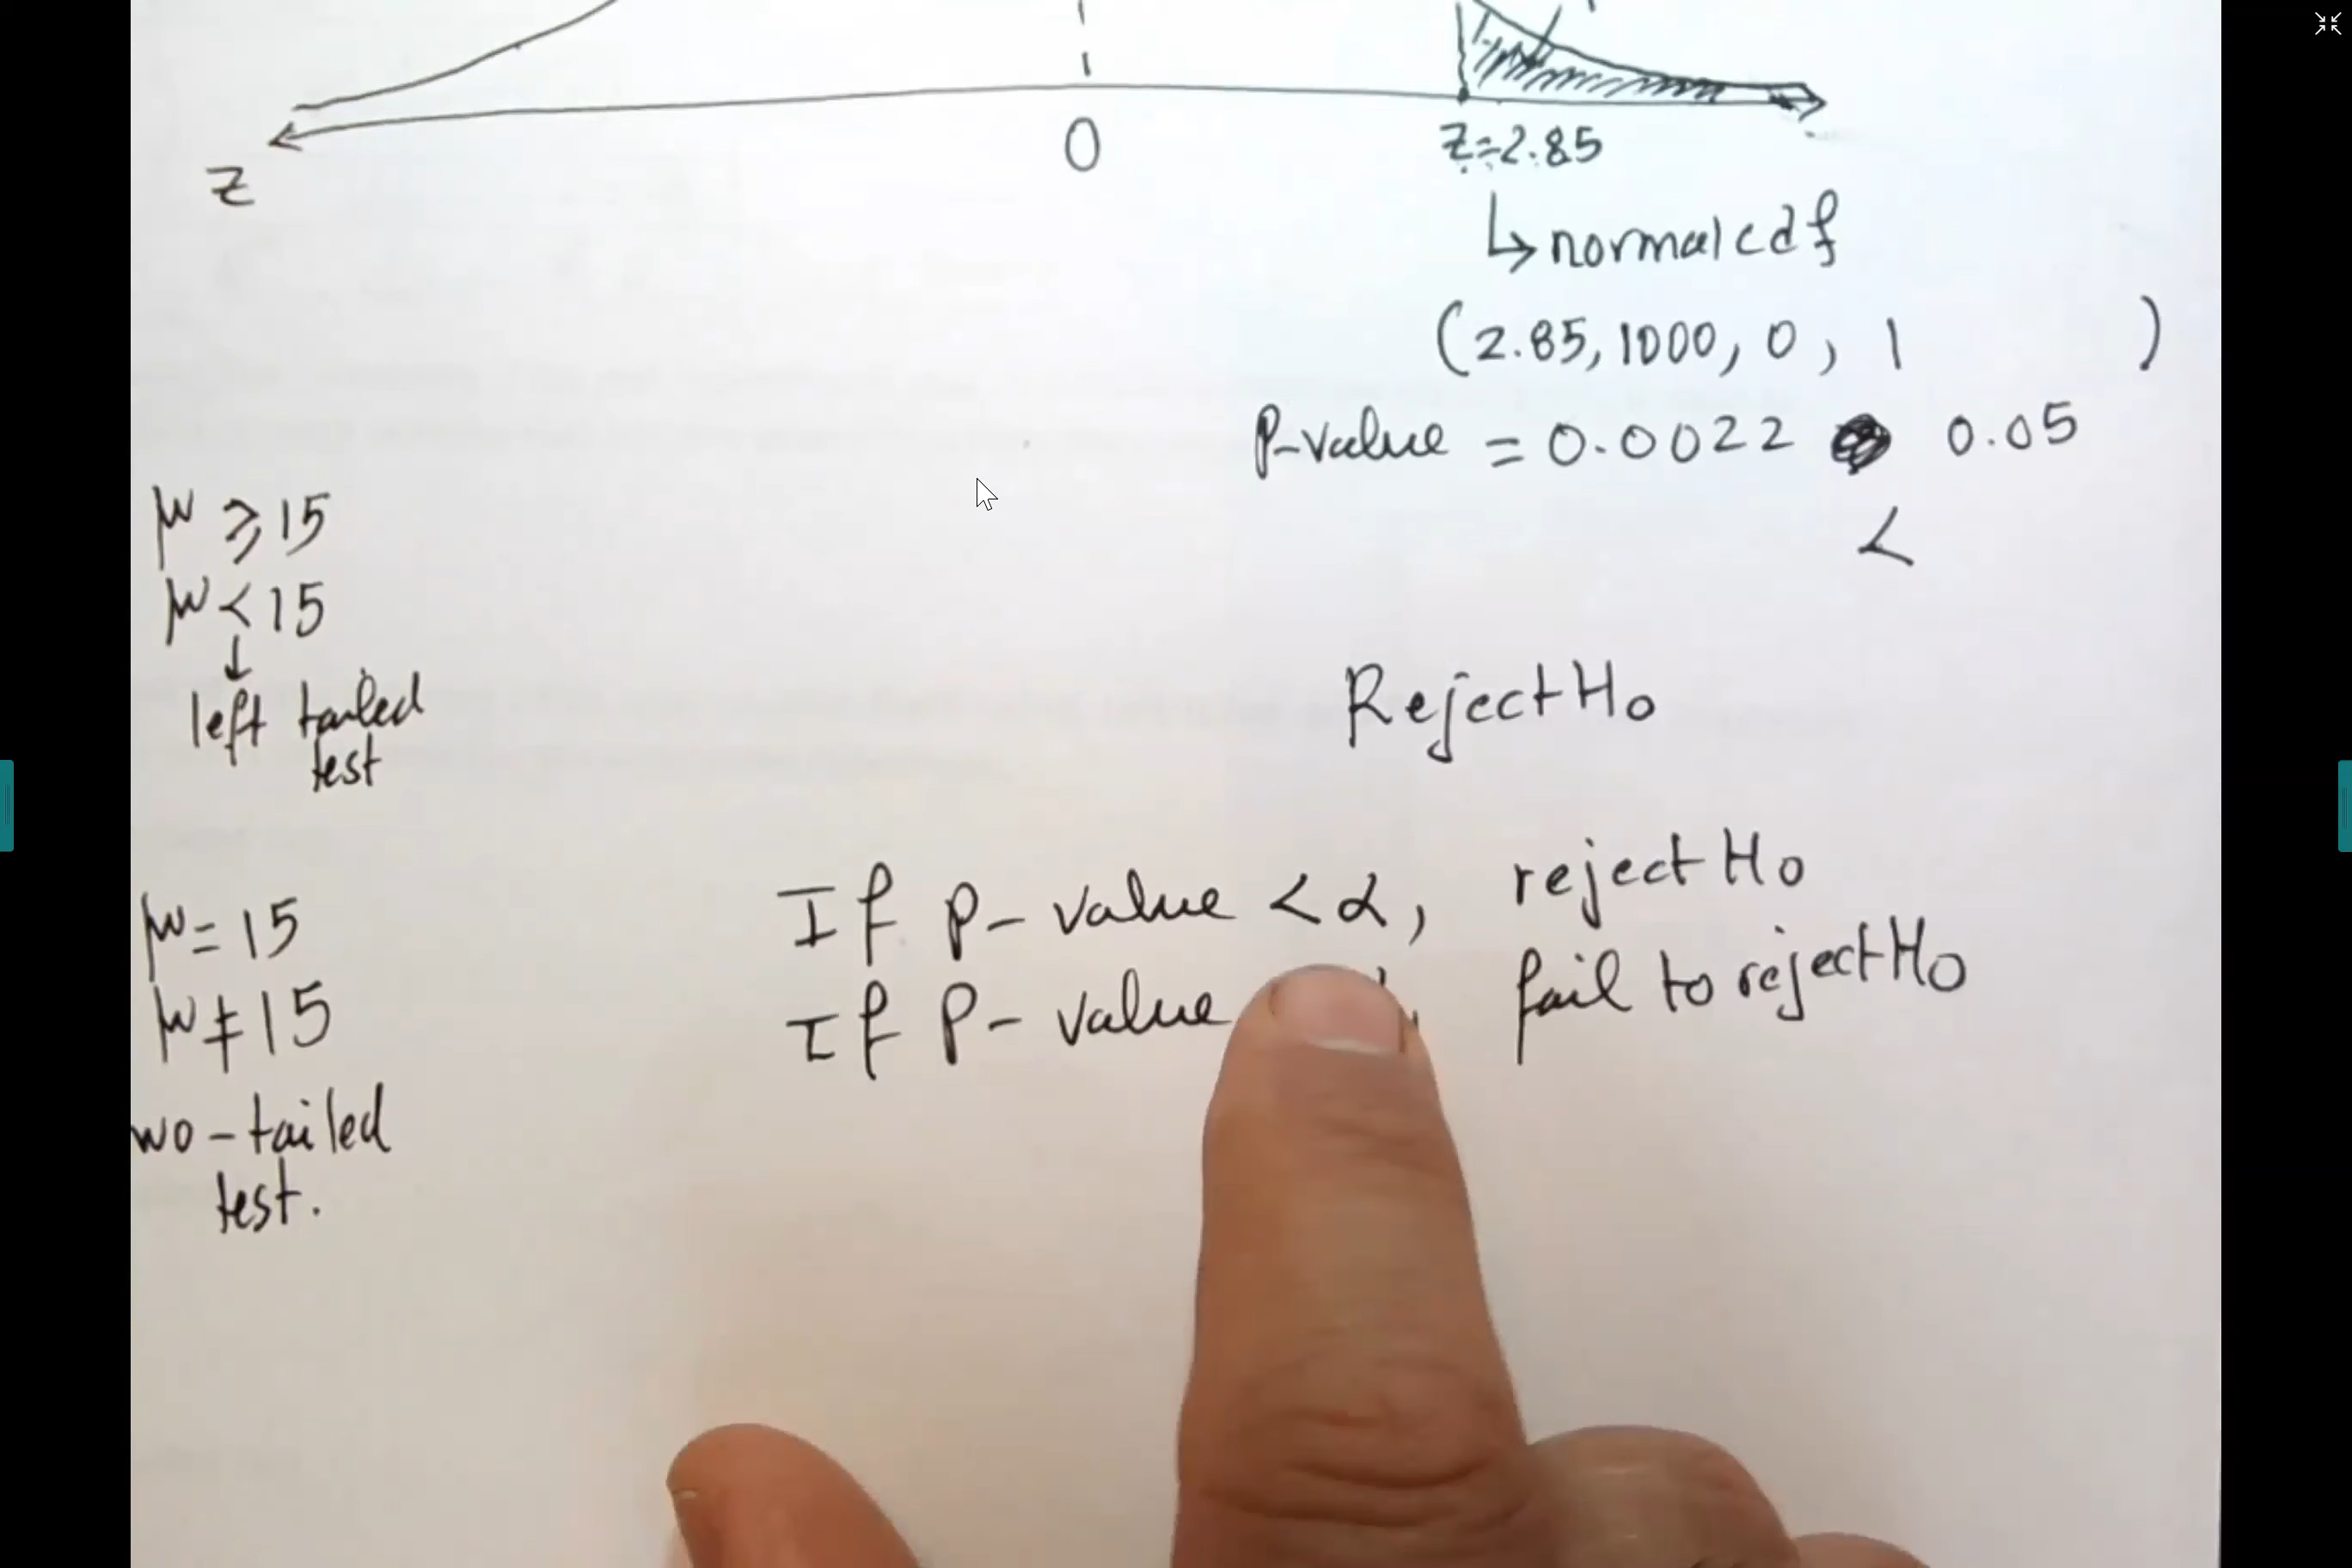 0
Z=2.85
Z
↳ normalcdf
(2.85, 1000, 0, 1 )
P-value = 0.0022 0.05
<
μ ≥ 15
μ < 15
↓
left tailed
test
Reject H₀
μ = 15
μ ≠ 15
wo-tailed
test.
If p-value < α, reject H₀
If P-value fail to reject H₀